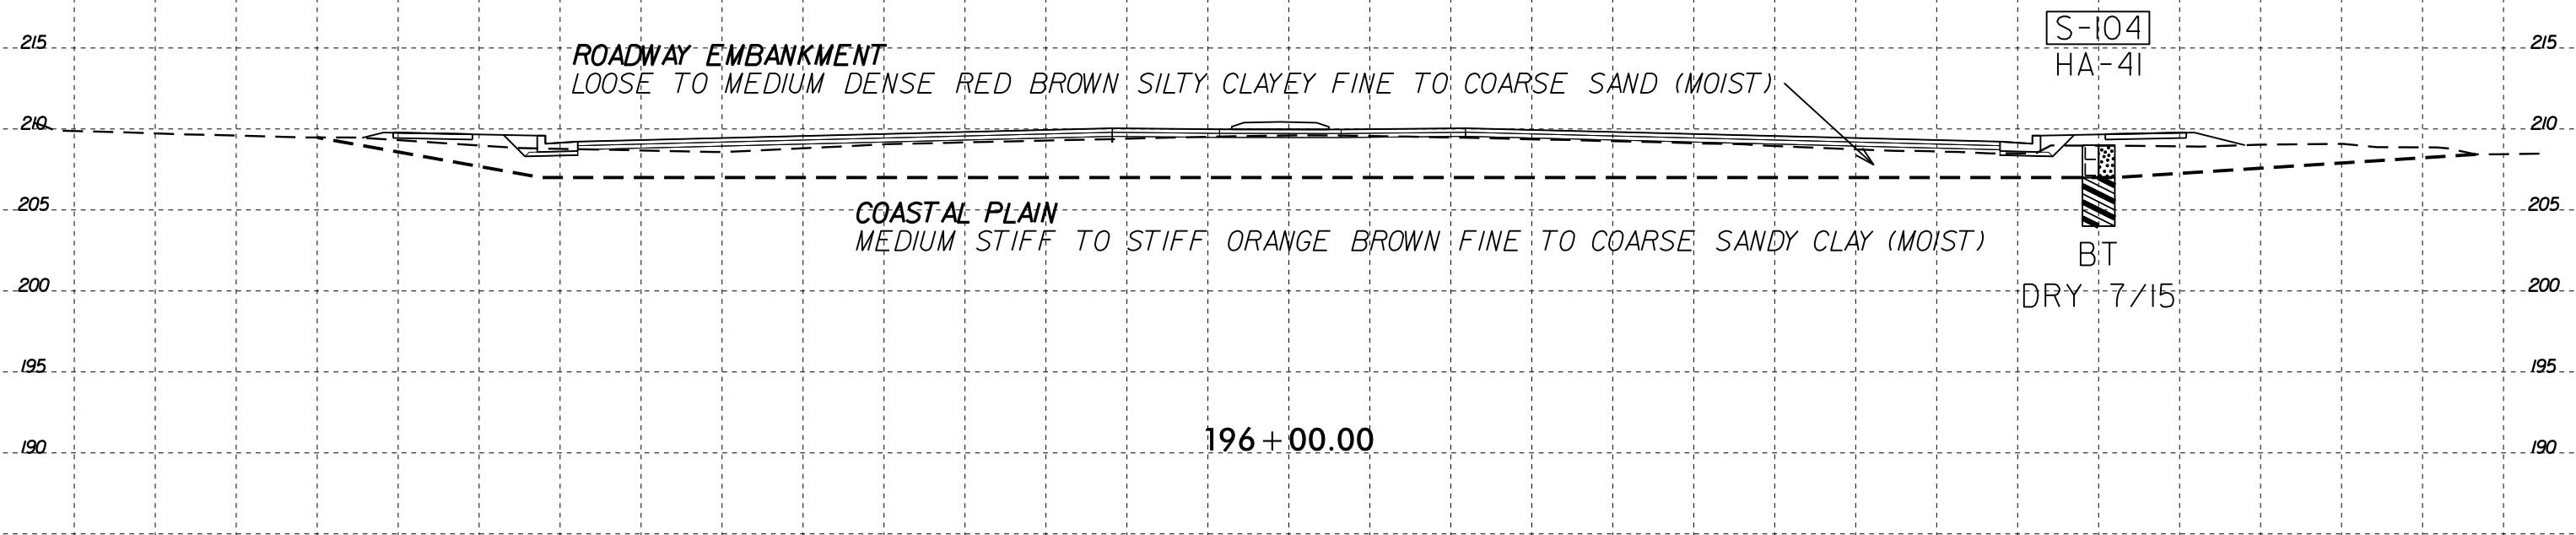 S-104
215 215
ROADWAY EMBANKMENT
HA-41
LOOSE TO MEDIUM DENSE RED BROWN SILTY CLAYEY FINE TO COARSE SAND (MOIST)
210 210
L
205 205
COASTAL PLAIN
MEDIUM STIFF TO STIFF ORANGE BROWN FINE TO COARSE SANDY CLAY (MOIST)
BT
200 200
DRY 7/15
195 195
196+00.00
190 190